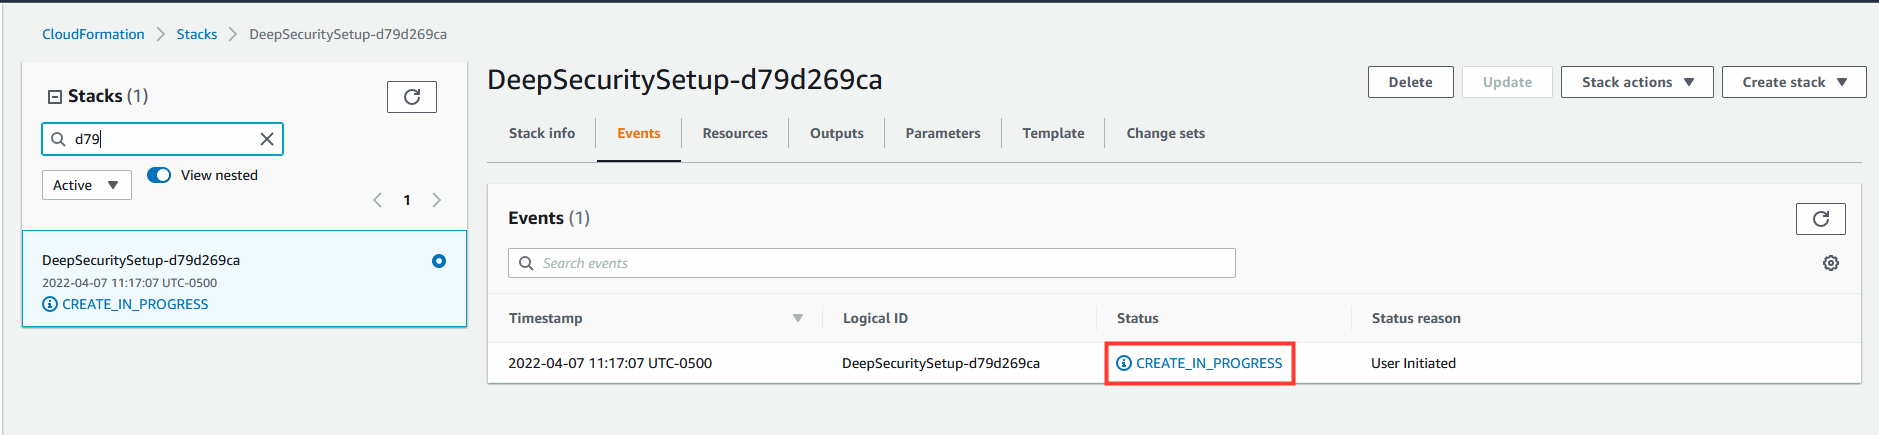 CloudFormation > Stacks > DeepSecuritySetup-d79d269ca
Stacks (1)
d79
Active
View nested
1
DeepSecuritySetup-d79d269ca
2022-04-07 11:17:07 UTC-0500
CREATE_IN_PROGRESS
DeepSecuritySetup-d79d269ca
Delete Update Stack actions Create stack
Stack info Events Resources Outputs Parameters Template Change sets
Events (1)
Search events
Timestamp Logical ID Status Status reason
2022-04-07 11:17:07 UTC-0500 DeepSecuritySetup-d79d269ca CREATE_IN_PROGRESS User Initiated